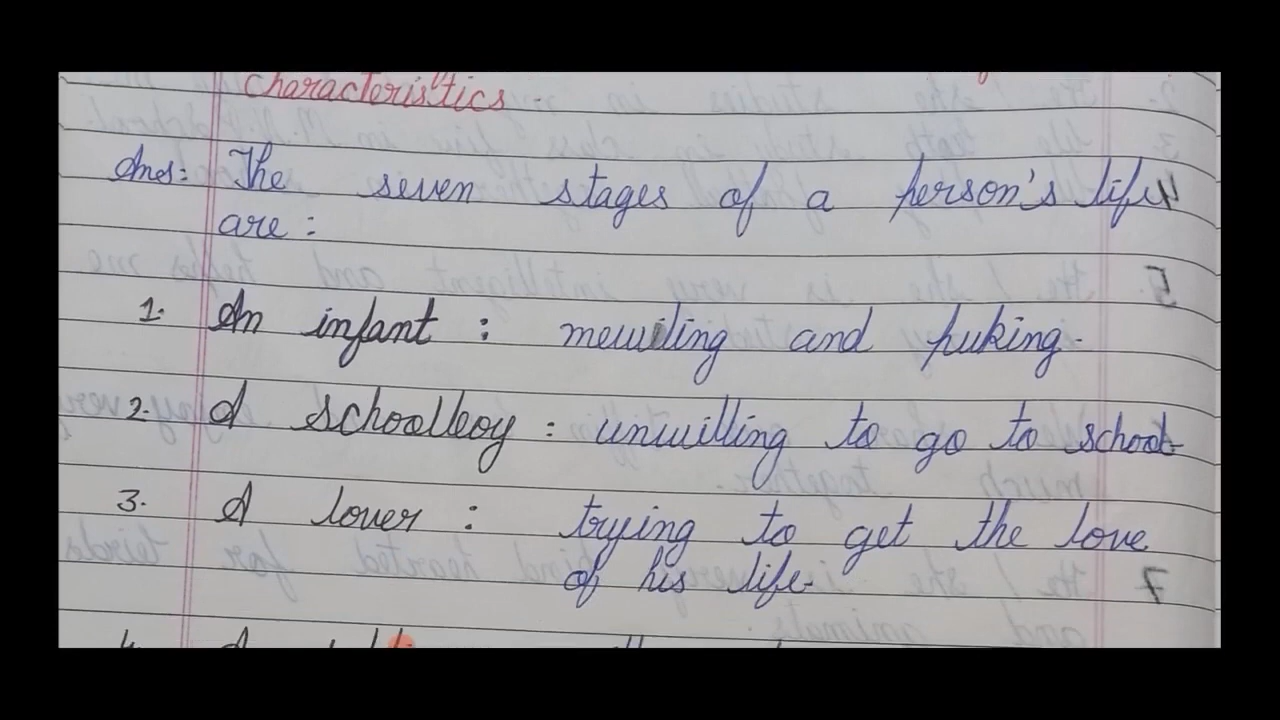 characteristics.
Ans: The seven stages of a person's life
are :
1. An infant : mewling and puking.
2. A schoolboy : unwilling to go to school.
3. A lover : trying to get the love
of his life.
4. A